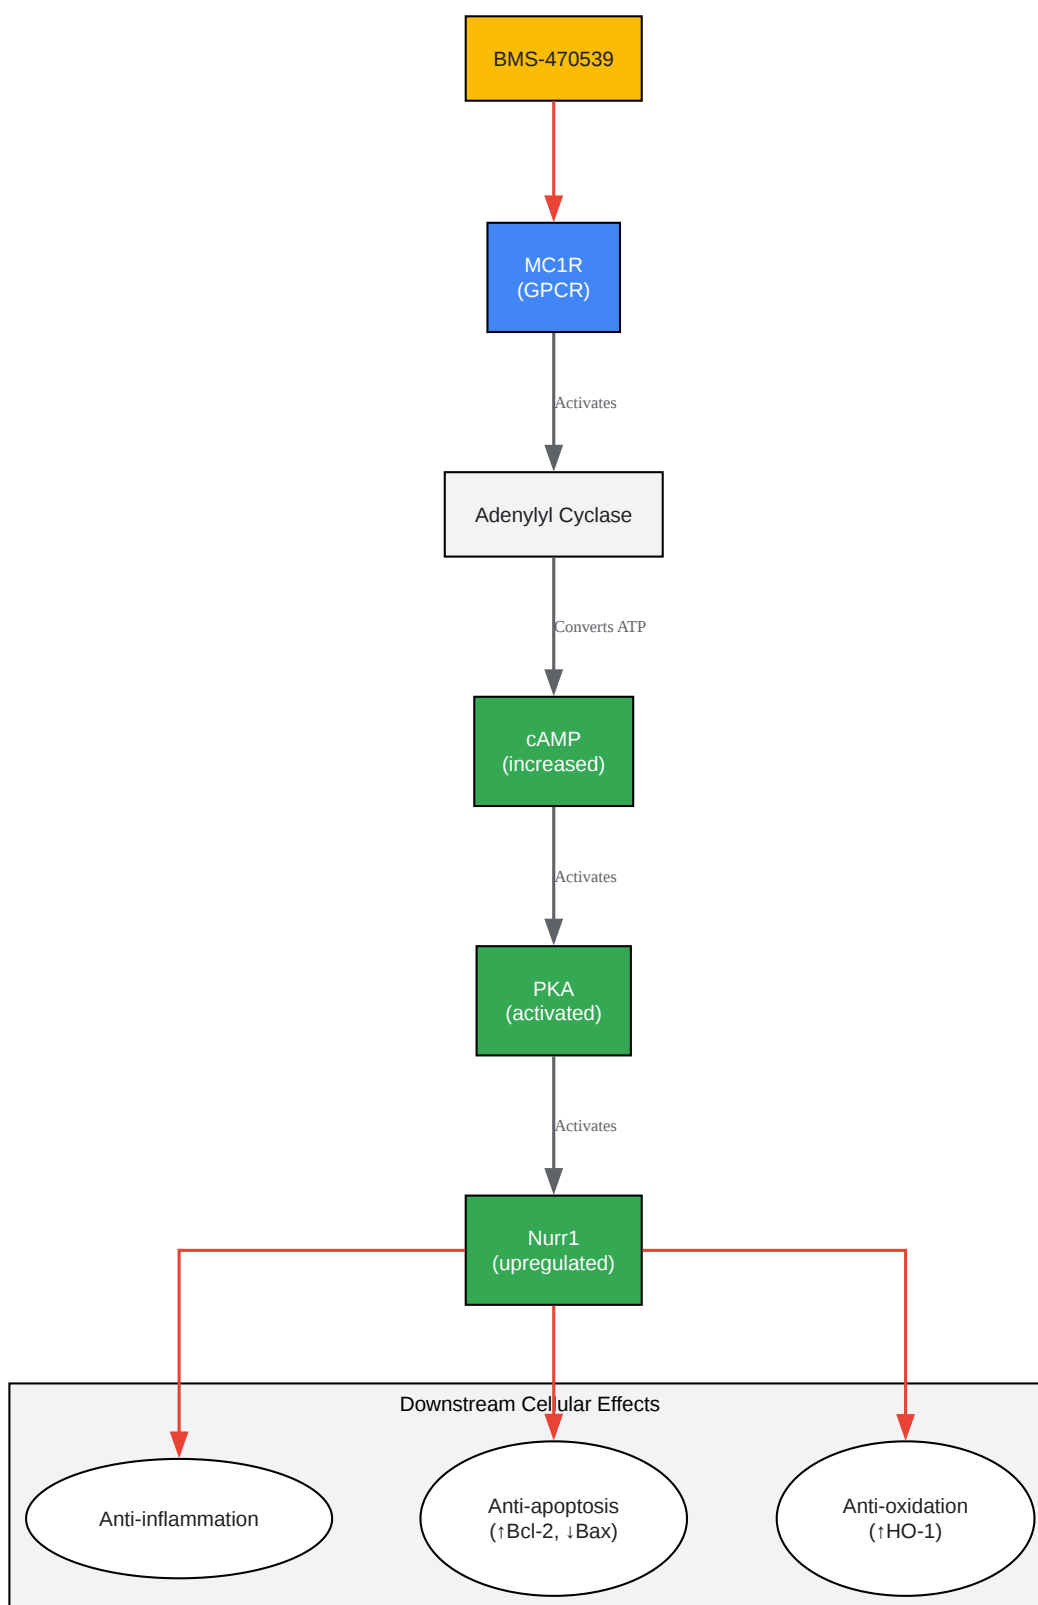 BMS-470539
MC1R
(GPCR)
Activates
Adenylyl Cyclase
Converts ATP
cAMP
(increased)
Activates
PKA
(activated)
Activates
Nurr1
(upregulated)
Downstream Cellular Effects
Anti-inflammation
Anti-apoptosis
(↑Bcl-2, ↓Bax)
Anti-oxidation
(↑HO-1)